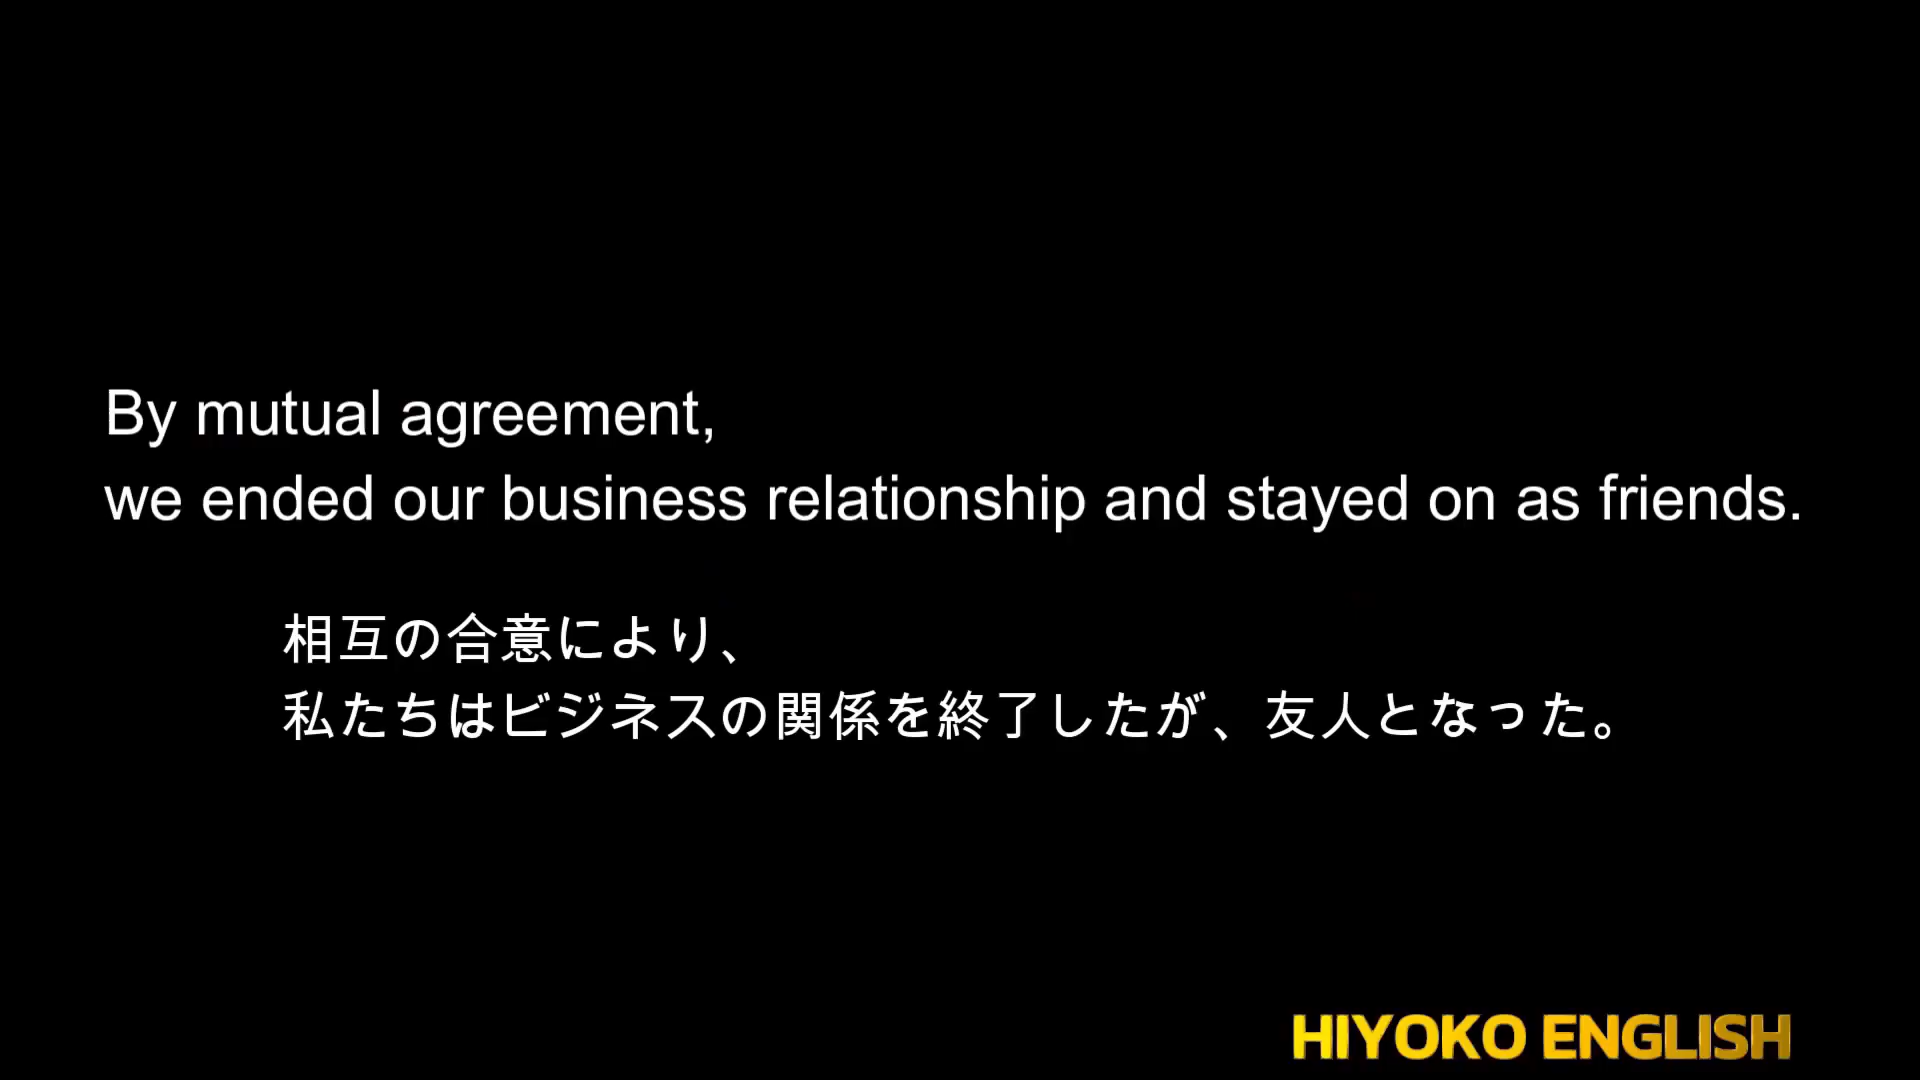 By mutual agreement,
we ended our business relationship and stayed on as friends.
相互の合意により、
私たちはビジネスの関係を終了したが、友人となった。
HIYOKO ENGLISH